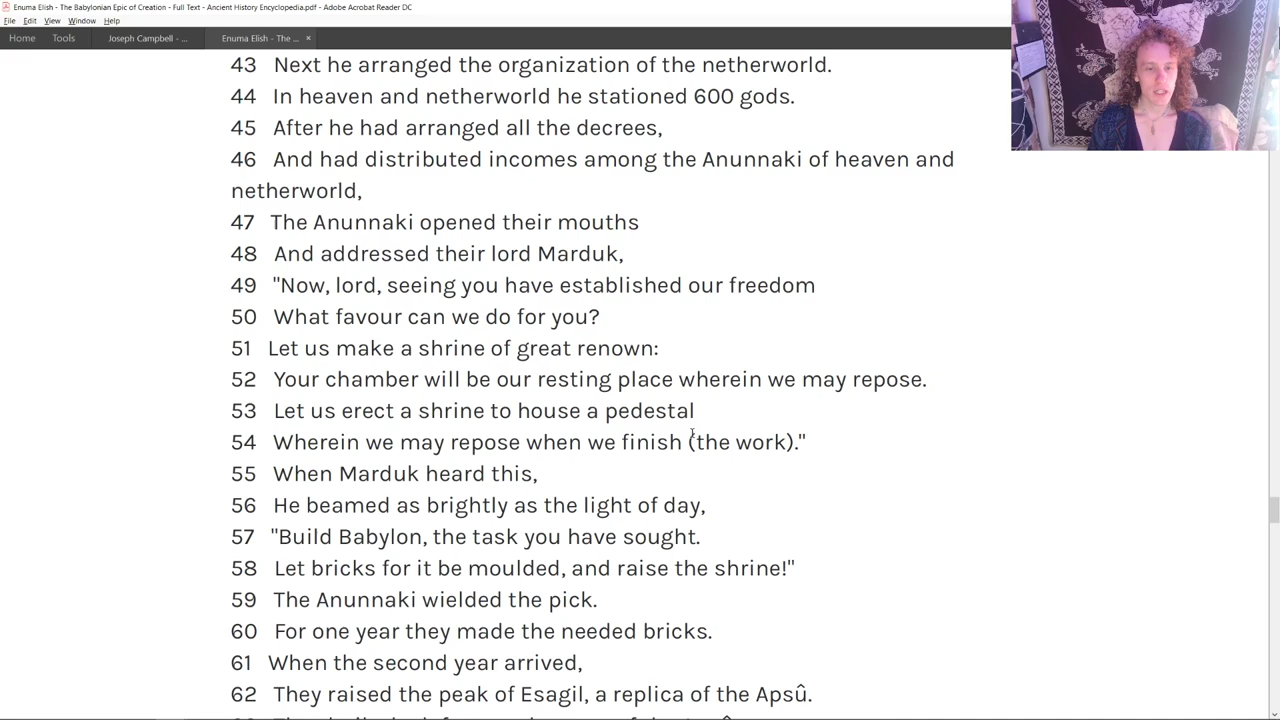 Enuma Elish - The Babylonian Epic of Creation - Full Text - Ancient History Encyclopedia.pdf - Adobe Acrobat Reader DC
File Edit View Window Help
Home Tools Joseph Campbell - ... Enuma Elish - The ... ×
43 Next he arranged the organization of the netherworld.
44 In heaven and netherworld he stationed 600 gods.
45 After he had arranged all the decrees,
46 And had distributed incomes among the Anunnaki of heaven and
netherworld,
47 The Anunnaki opened their mouths
48 And addressed their lord Marduk,
49 "Now, lord, seeing you have established our freedom
50 What favour can we do for you?
51 Let us make a shrine of great renown:
52 Your chamber will be our resting place wherein we may repose.
53 Let us erect a shrine to house a pedestal
54 Wherein we may repose when we finish (the work)."
55 When Marduk heard this,
56 He beamed as brightly as the light of day,
57 "Build Babylon, the task you have sought.
58 Let bricks for it be moulded, and raise the shrine!"
59 The Anunnaki wielded the pick.
60 For one year they made the needed bricks.
61 When the second year arrived,
62 They raised the peak of Esagil, a replica of the Apsû.